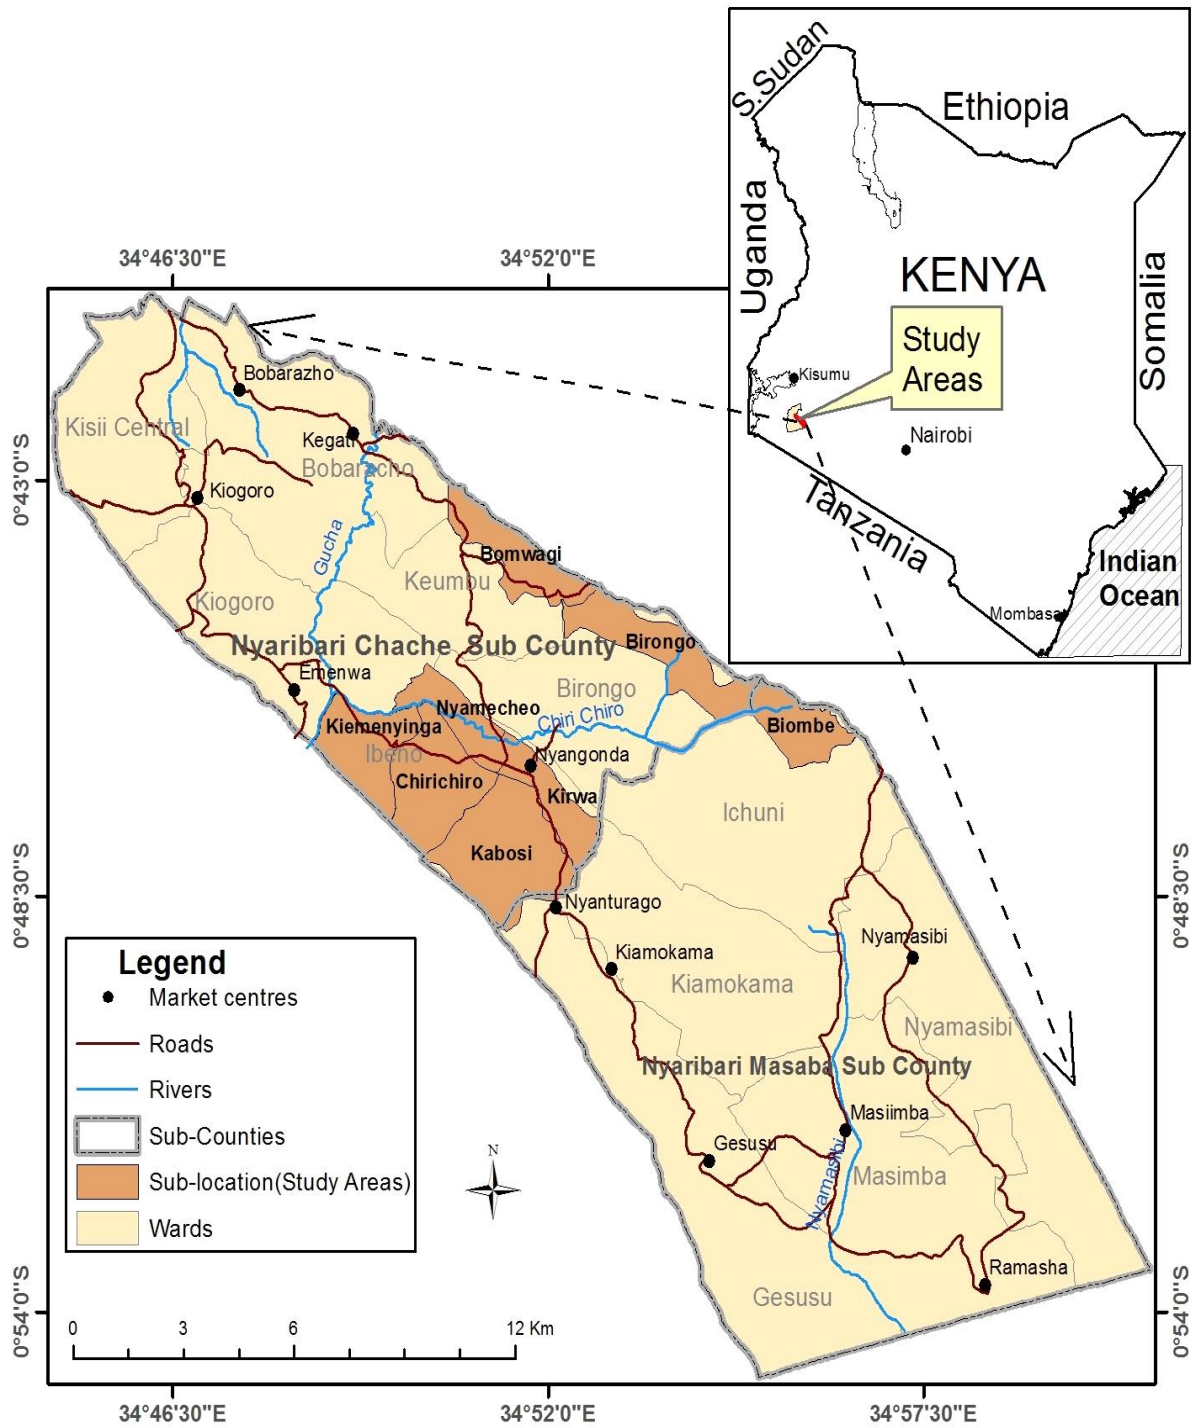 S.Sudan
Ethiopia
Uganda
KENYA
Somalia
Study
Areas
Kisumu
Nairobi
Tanzania
Indian
Ocean
Mombasa
34°46'30"E
34°52'0"E
0°43'0"S
0°48'30"S
0°48'30"S
0°54'0"S
0°54'0"S
Bobarazho
Kisii Central
Kegati
Bobaracho
Kiogoro
Gucha
Bomwagi
Keumbu
Kiogoro
Nyaribari Chache Sub County
Birongo
Emenwa
Birongo
Nyamecheo
Chiri Chiro
Kiemenyinga
Biombe
Ibeno
Nyangonda
Chirichiro
Kirwa
Ichuni
Kabosi
Nyanturago
Nyamasibi
Kiamokama
Kiamokama
Nyamasibi
Nyaribari Masaba Sub County
Masiimba
Gesusu
Nyamasibi
Masimba
Ramasha
Gesusu
Legend
Market centres
Roads
Rivers
Sub-Counties
Sub-location(Study Areas)
Wards
N
0 3 6 12 Km
34°46'30"E
34°52'0"E
34°57'30"E